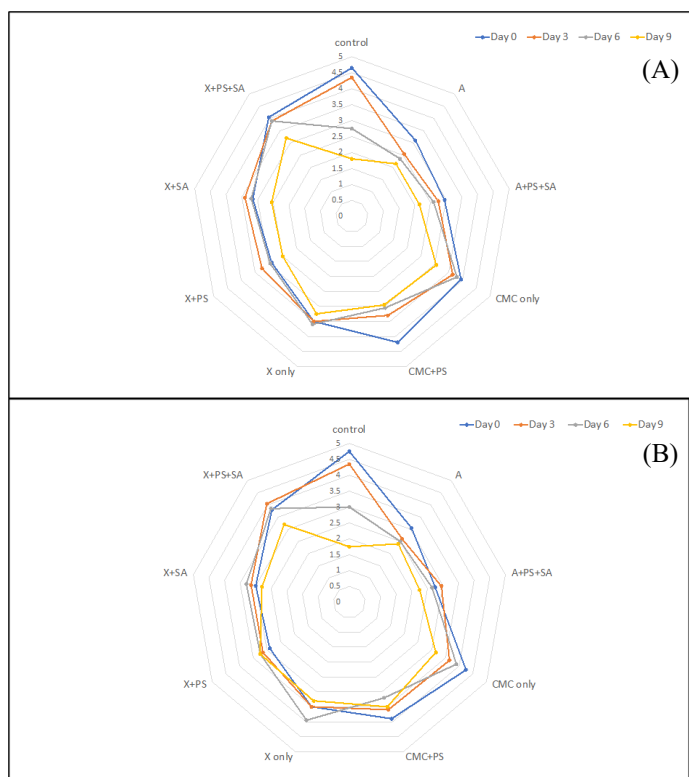 Day 0 Day 3 Day 6 Day 9
(A)
control
5
4.5
4
3.5
3
2.5
2
1.5
1
0.5
0
A
A+PS+SA
CMC only
CMC+PS
X only
X+PS
X+SA
X+PS+SA
Day 0 Day 3 Day 6 Day 9
(B)
control
5
4.5
4
3.5
3
2.5
2
1.5
1
0.5
0
A
A+PS+SA
CMC only
CMC+PS
X only
X+PS
X+SA
X+PS+SA